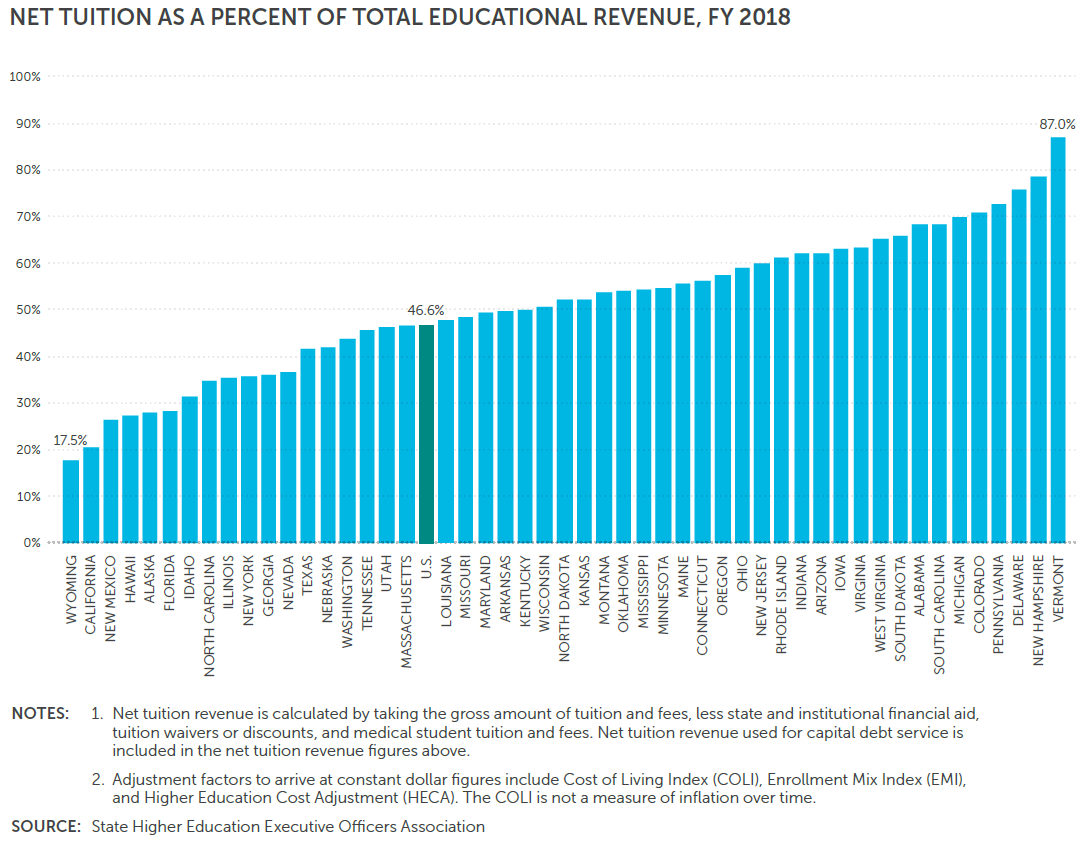 NET TUITION AS A PERCENT OF TOTAL EDUCATIONAL REVENUE, FY 2018
100%
90%
80%
70%
60%
50%
40%
30%
20%
10%
0%
17.5%
46.6%
87.0%
WYOMING
CALIFORNIA
NEW MEXICO
HAWAII
ALASKA
FLORIDA
IDAHO
NORTH CAROLINA
ILLINOIS
NEW YORK
GEORGIA
NEVADA
TEXAS
NEBRASKA
WASHINGTON
TENNESSEE
UTAH
MASSACHUSETTS
U.S.
LOUISIANA
MISSOURI
MARYLAND
ARKANSAS
KENTUCKY
WISCONSIN
NORTH DAKOTA
KANSAS
MONTANA
OKLAHOMA
MISSISSIPPI
MINNESOTA
MAINE
CONNECTICUT
OREGON
OHIO
NEW JERSEY
RHODE ISLAND
INDIANA
ARIZONA
IOWA
VIRGINIA
WEST VIRGINIA
SOUTH DAKOTA
ALABAMA
SOUTH CAROLINA
MICHIGAN
COLORADO
PENNSYLVANIA
DELAWARE
NEW HAMPSHIRE
VERMONT
NOTES: 1. Net tuition revenue is calculated by taking the gross amount of tuition and fees, less state and institutional financial aid,
tuition waivers or discounts, and medical student tuition and fees. Net tuition revenue used for capital debt service is
included in the net tuition revenue figures above.
2. Adjustment factors to arrive at constant dollar figures include Cost of Living Index (COLI), Enrollment Mix Index (EMI),
and Higher Education Cost Adjustment (HECA). The COLI is not a measure of inflation over time.
SOURCE: State Higher Education Executive Officers Association